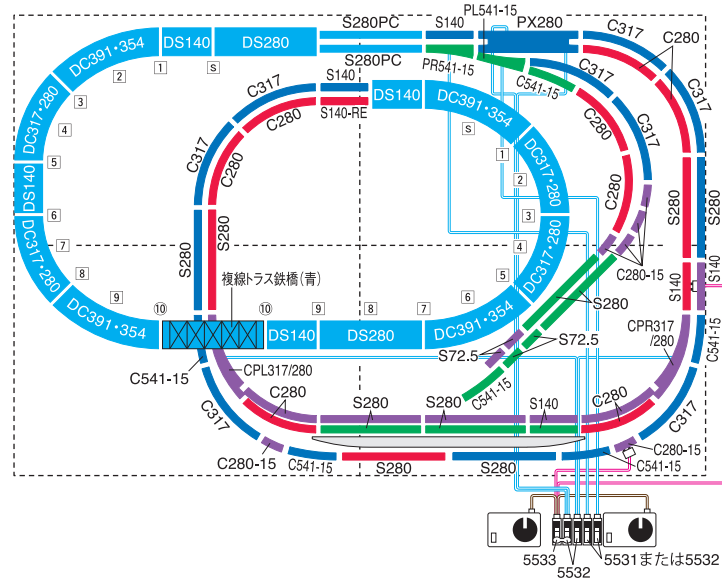 S280PC
S140
PL541-15
PX280
C317
C280
DC391・354
DS140
DS280
S280PC
PR541-15
C541-15
C317
C317
2
1
S
C317
S140
DS140
DC391・354
C280
S140-RE
C280
C317
DC317・280
3
4
5
C317
C280
S
1
2
3
4
5
6
DC317・280
C280
DS140
6
7
8
9
⑩
DC317・280
DC391・354
S280
S280
複線トラス鉄橋(青)
⑩
9
8
7
DS140
DS280
DC391・354
DC317・280
C280-15
S280
S280
S280
S140
S140
S72.5
S72.5
CPR317
/280
C541-15
C541-15
CPL317/280
C541-15
C280
S280
S280
S140
C280
C317
C317
C280-15
C541-15
S280
S280
C280-15
C541-15
5533
5532
5531または5532